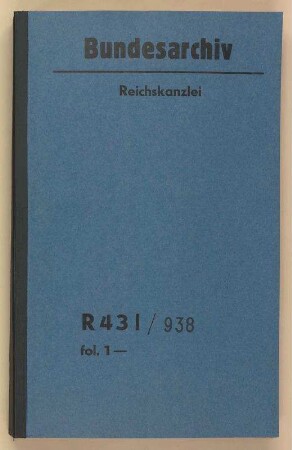 Bundesarchiv
Reichskanzlei
R 43 I / 938
fol. 1—